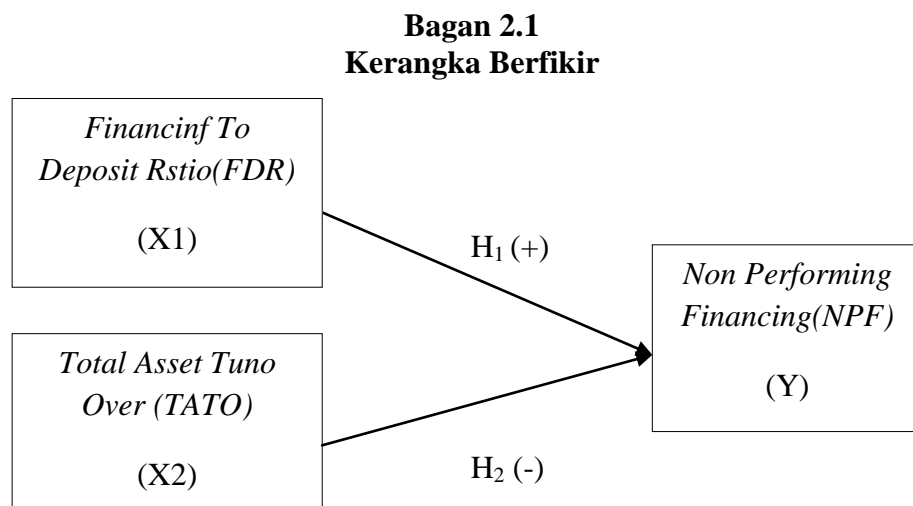 Bagan 2.1
Kerangka Berfikir
Financinf To
Deposit Rstio(FDR)
(X1)
H₁ (+)
Non Performing
Financing(NPF)
(Y)
Total Asset Tuno
Over (TATO)
(X2)
H₂ (-)